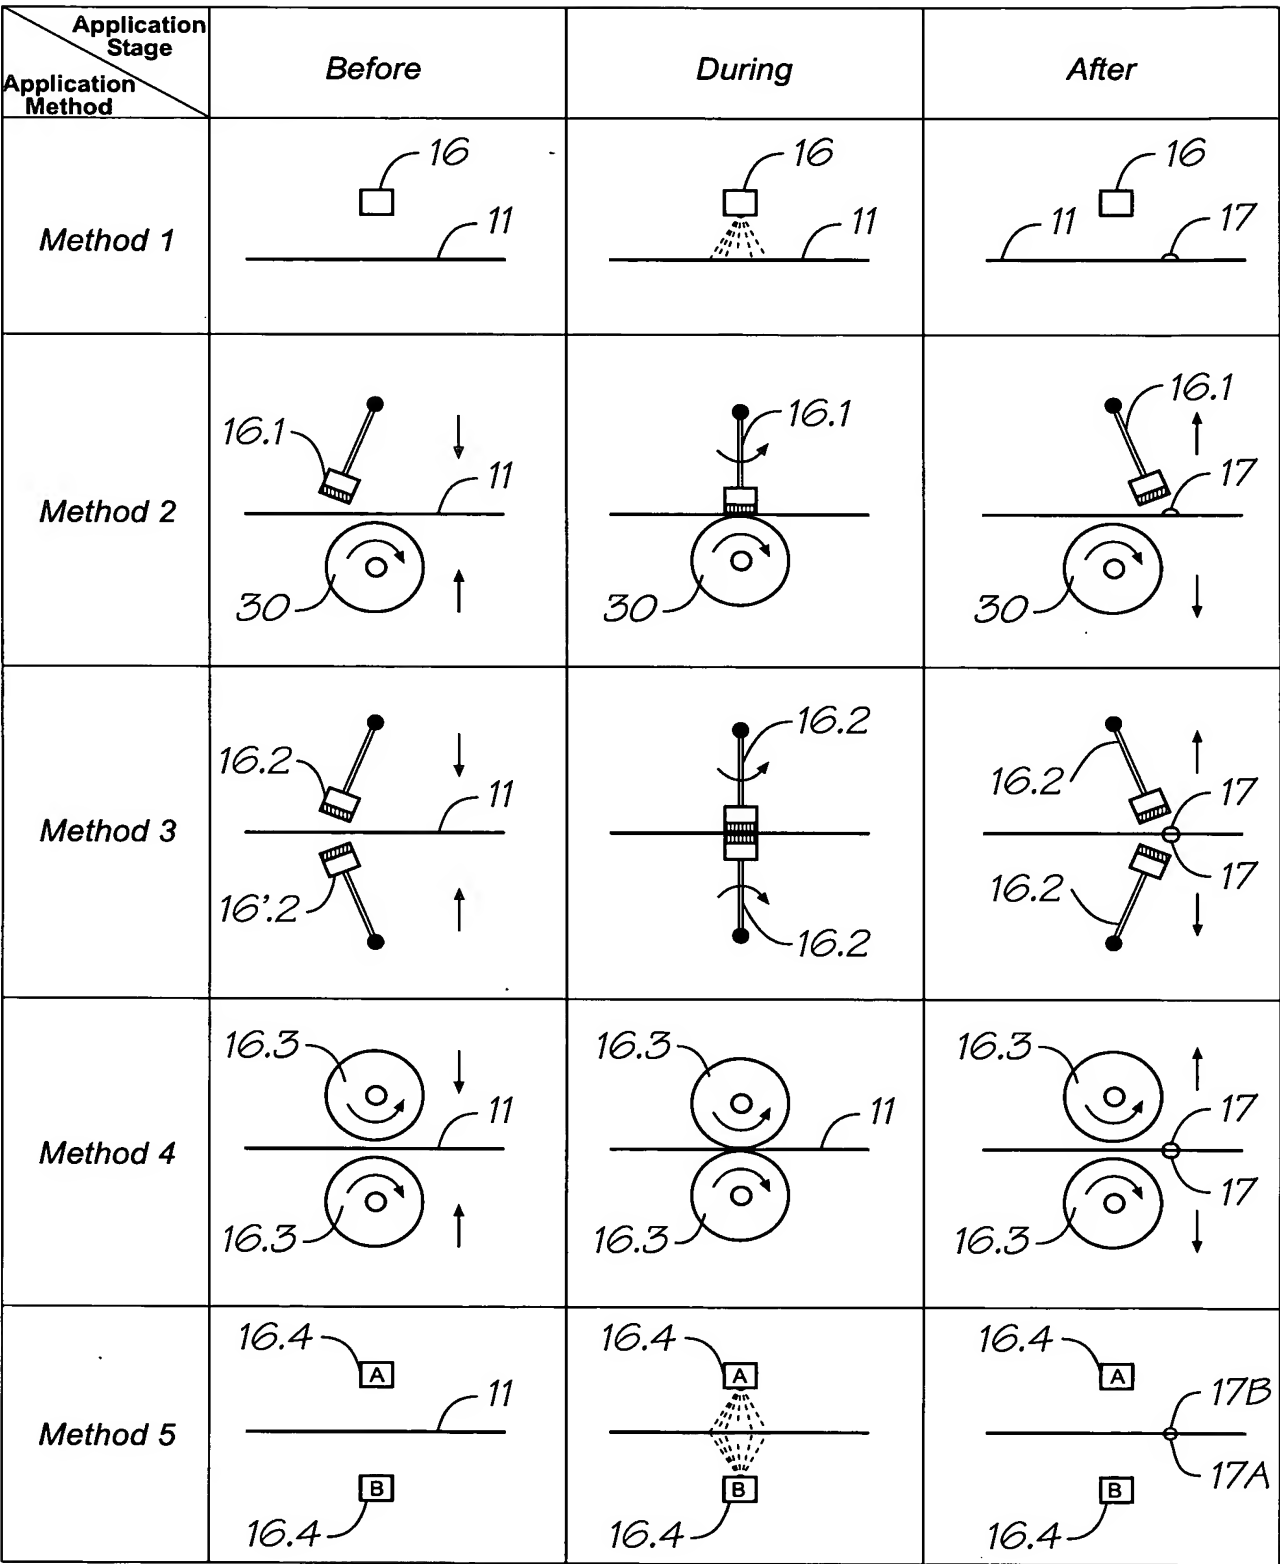 Application
Stage
Application
Method
Before
During
After
Method 1
16
11
16
11
16
11
17
Method 2
16.1
11
30
16.1
30
16.1
17
30
Method 3
16.2
11
16'.2
16.2
16.2
16.2
17
17
16.2
Method 4
16.3
11
16.3
16.3
11
16.3
16.3
17
17
16.3
Method 5
16.4
A
11
B
16.4
16.4
A
B
16.4
16.4
A
17B
17A
B
16.4